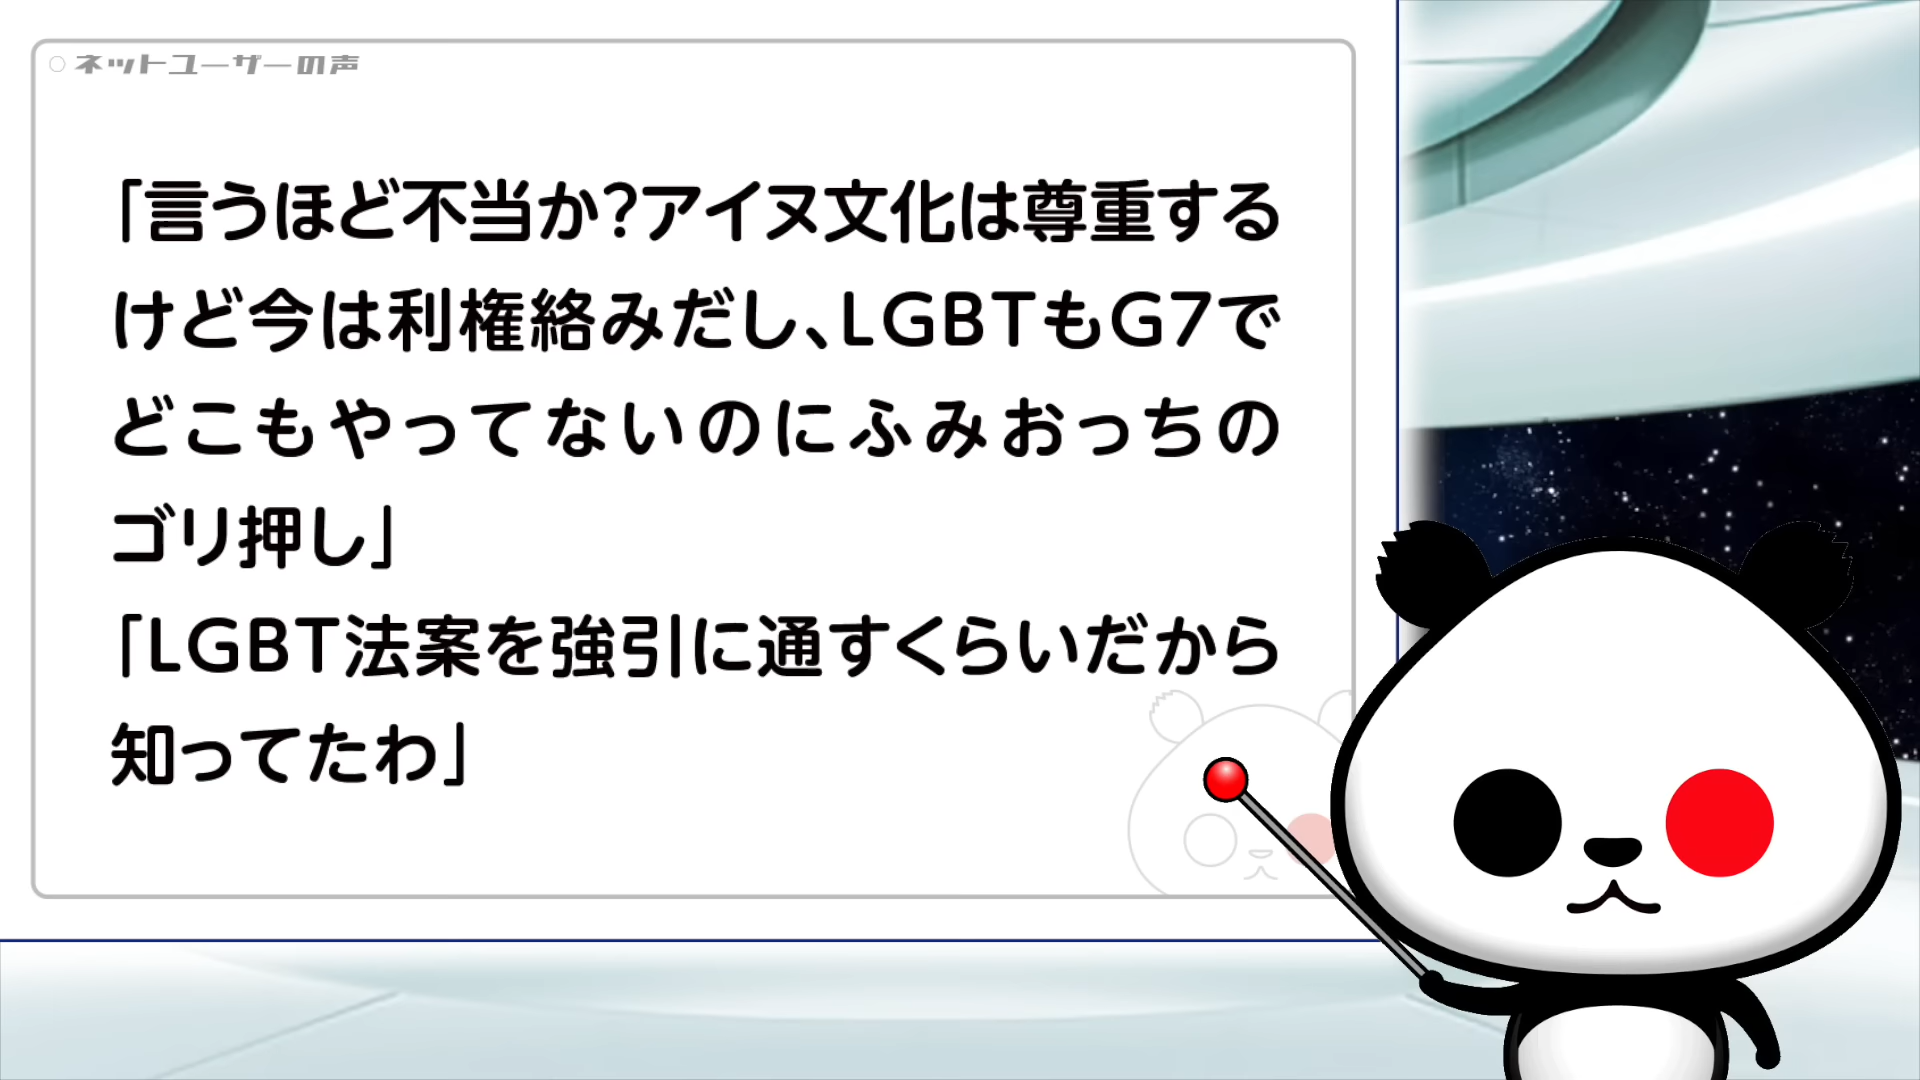 ネットユーザーの声
「言うほど不当か?アイヌ文化は尊重する
けど今は利権絡みだし、LGBTもG7で
どこもやってないのにふみおっちの
ゴリ押し」
「LGBT法案を強引に通すくらいだから
知ってたわ」